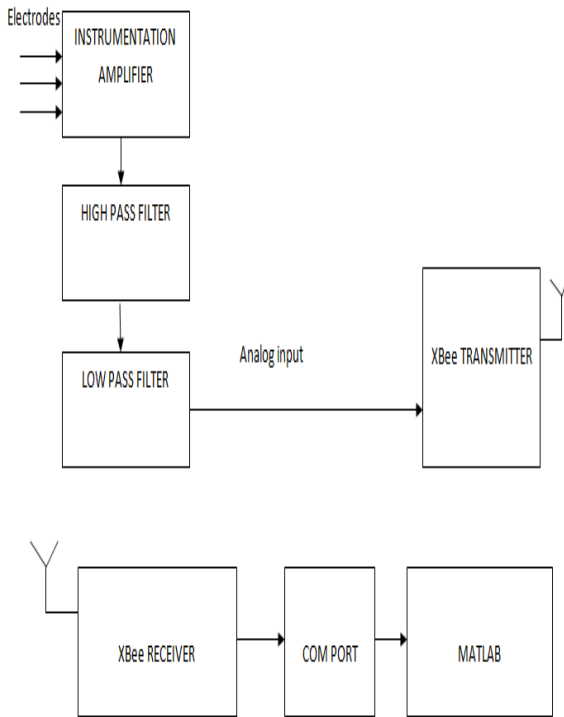 Electrodes
INSTRUMENTATION
AMPLIFIER
HIGH PASS FILTER
LOW PASS FILTER
Analog input
XBee TRANSMITTER
XBee RECEIVER
COM PORT
MATLAB